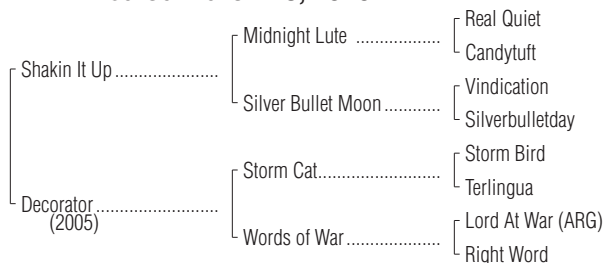 Real Quiet
Midnight Lute ..................
Candytuft
Shakin It Up ......................
Vindication
Silver Bullet Moon ............
Silverbulletday
Storm Bird
Storm Cat..........................
Terlingua
Decorator ..........................
(2005)
Lord At War (ARG)
Words of War ....................
Right Word